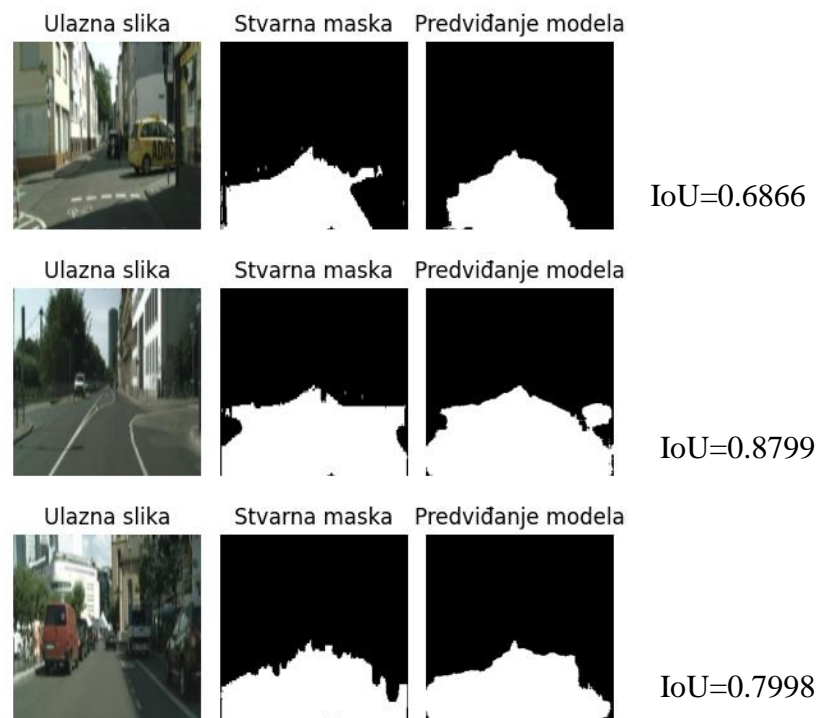 Ulazna slika Stvarna maska Predviđanje modela
IoU=0.6866
Ulazna slika Stvarna maska Predviđanje modela
IoU=0.8799
Ulazna slika Stvarna maska Predviđanje modela
IoU=0.7998